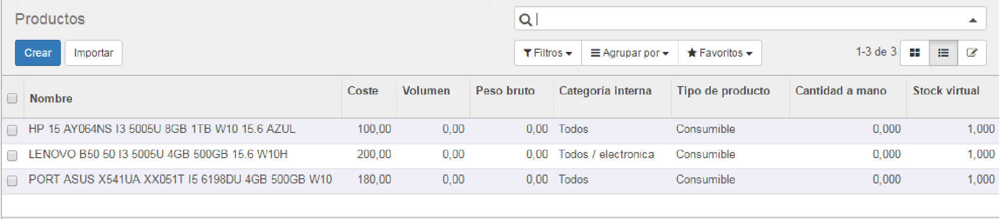 Productos
Crear Importar Filtros Agrupar por Favoritos 1-3 de 3
Nombre Coste Volumen Peso bruto Categoría interna Tipo de producto Cantidad a mano Stock virtual
HP 15 AY064NS I3 5005U 8GB 1TB W10 15.6 AZUL 100,00 0,00 0,00 Todos Consumible 0,000 1,000
LENOVO B50 50 I3 5005U 4GB 500GB 15.6 W10H 200,00 0,00 0,00 Todos / electronica Consumible 0,000 1,000
PORT ASUS X541UA XX051T I5 6198DU 4GB 500GB W10 180,00 0,00 0,00 Todos Consumible 0,000 1,000